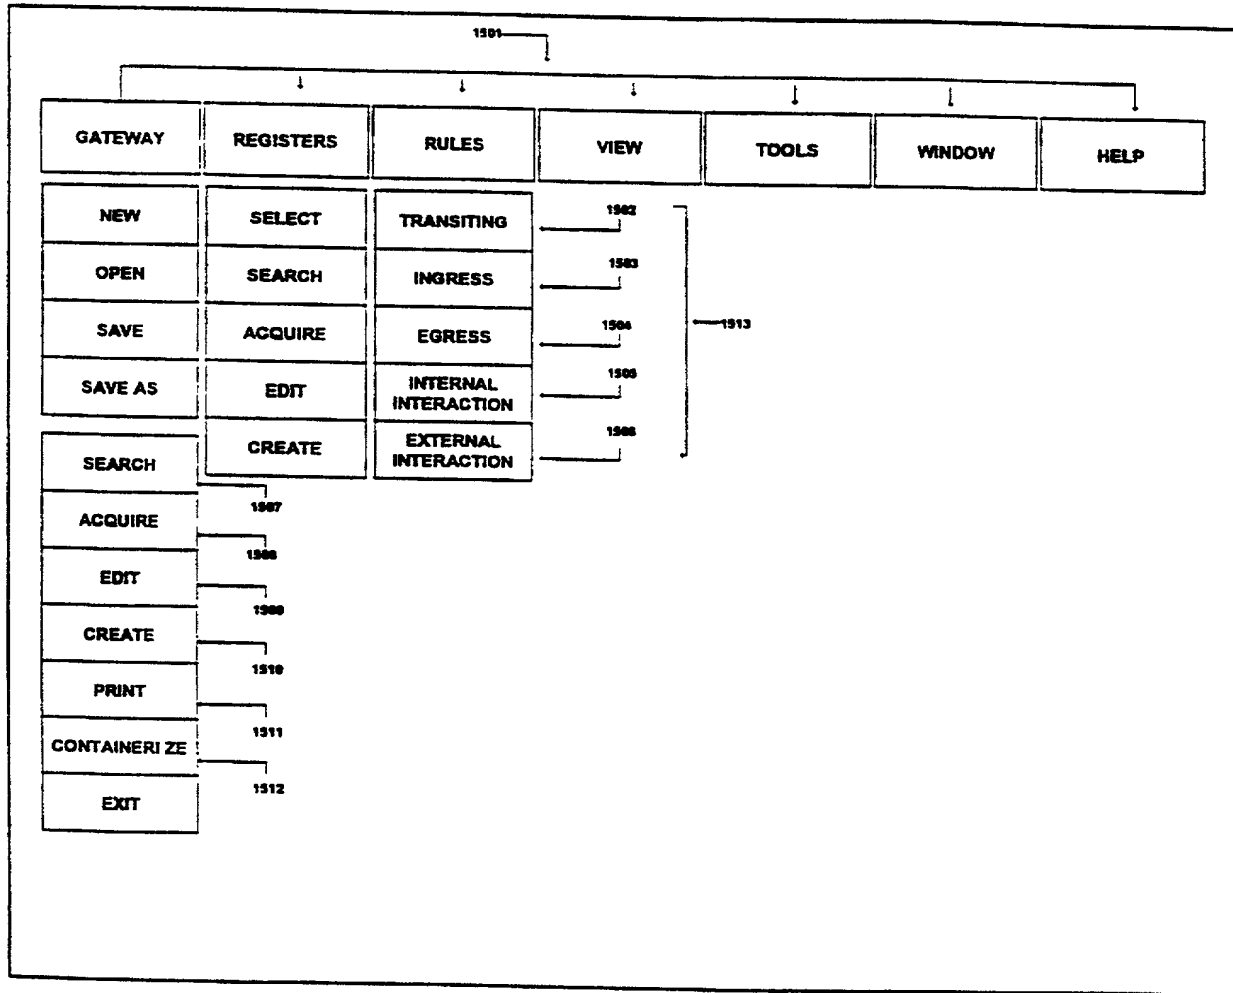 1501
GATEWAY REGISTERS RULES VIEW TOOLS WINDOW HELP
NEW SELECT TRANSITING 1502
OPEN SEARCH INGRESS 1503
SAVE ACQUIRE EGRESS 1504 1513
SAVE AS EDIT INTERNAL INTERACTION 1505
CREATE EXTERNAL INTERACTION 1506
SEARCH
1507
ACQUIRE
1508
EDIT
1509
CREATE
1510
PRINT
1511
CONTAINERIZE
1512
EXIT